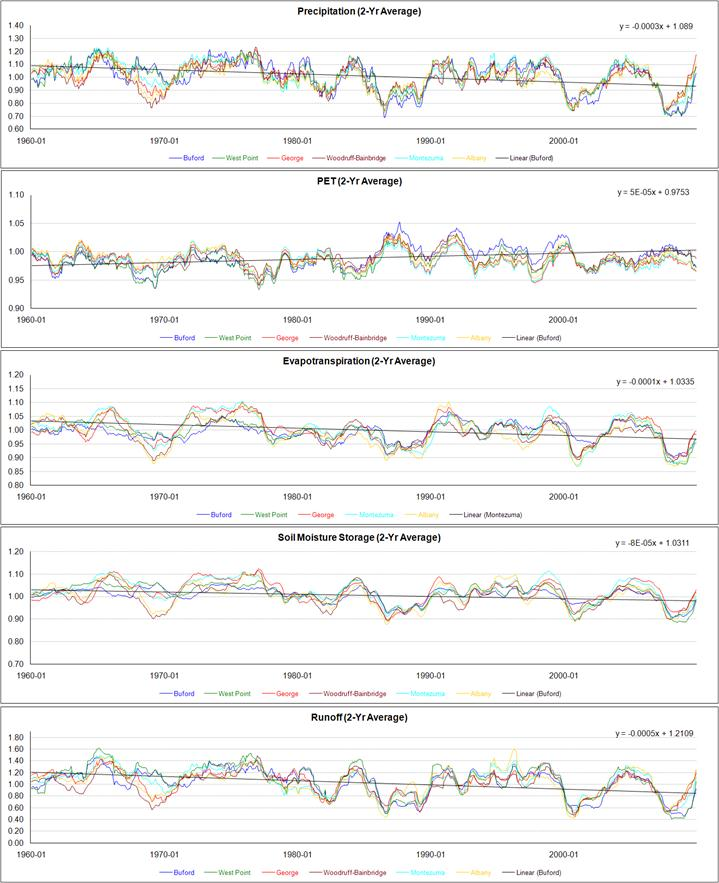 Precipitation (2-Yr Average)
y = -0.0003x + 1.089
1.40
1.30
1.20
1.10
1.00
0.90
0.80
0.70
0.60
1960-01 1970-01 1980-01 1990-01 2000-01
Buford West Point George Woodruff-Bainbridge Montezuma Albany Linear (Buford)
PET (2-Yr Average)
y = 5E-05x + 0.9753
1.10
1.05
1.00
0.95
0.90
1960-01 1970-01 1980-01 1990-01 2000-01
Buford West Point George Woodruff-Bainbridge Montezuma Albany Linear (Buford)
Evapotranspiration (2-Yr Average)
y = -0.0001x + 1.0335
1.20
1.15
1.10
1.05
1.00
0.95
0.90
0.85
0.80
1960-01 1970-01 1980-01 1990-01 2000-01
Buford West Point George Montezuma Albany Linear (Montezuma)
Soil Moisture Storage (2-Yr Average)
y = -8E-05x + 1.0311
1.20
1.10
1.00
0.90
0.80
0.70
1960-01 1970-01 1980-01 1990-01 2000-01
Buford West Point George Woodruff-Bainbridge Montezuma Albany Linear (Buford)
Runoff (2-Yr Average)
y = -0.0005x + 1.2109
1.80
1.60
1.40
1.20
1.00
0.80
0.60
0.40
0.20
0.00
1960-01 1970-01 1980-01 1990-01 2000-01
Buford West Point George Woodruff-Bainbridge Montezuma Albany Linear (Buford)